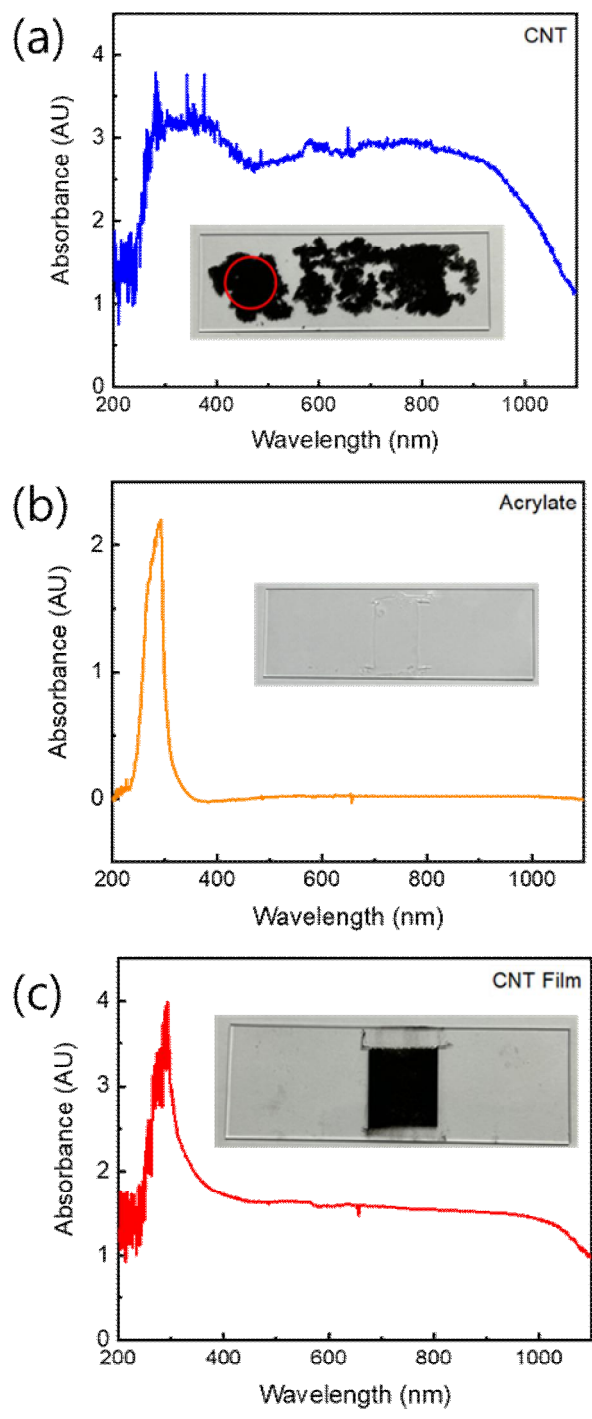 (a)
CNT
4
3
2
1
0
Absorbance (AU)
200 400 600 800 1000
Wavelength (nm)
(b)
Acrylate
2
1
0
Absorbance (AU)
200 400 600 800 1000
Wavelength (nm)
(c)
CNT Film
4
3
2
1
0
Absorbance (AU)
200 400 600 800 1000
Wavelength (nm)